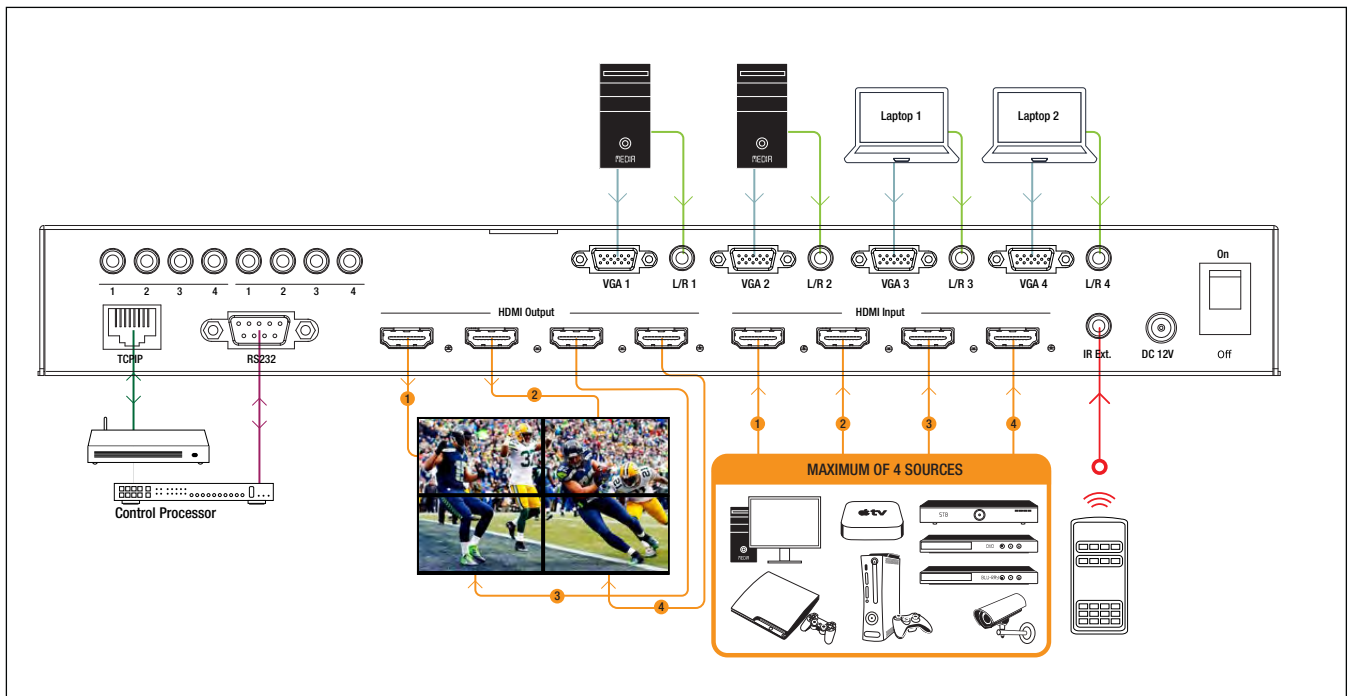 Laptop 1
Laptop 2
MEDIA
MEDIA
On
1 2 3 4 1 2 3 4
VGA 1 L/R 1 VGA 2 L/R 2 VGA 3 L/R 3 VGA 4 L/R 4
HDMI Output
HDMI Input
TCPIP
RS232
IR Ext.
DC 12V
Off
1
2
1
2
3
4
MAXIMUM OF 4 SOURCES
Control Processor
MEDIA
tv
STB
DVD
BLU-RAY
3
4